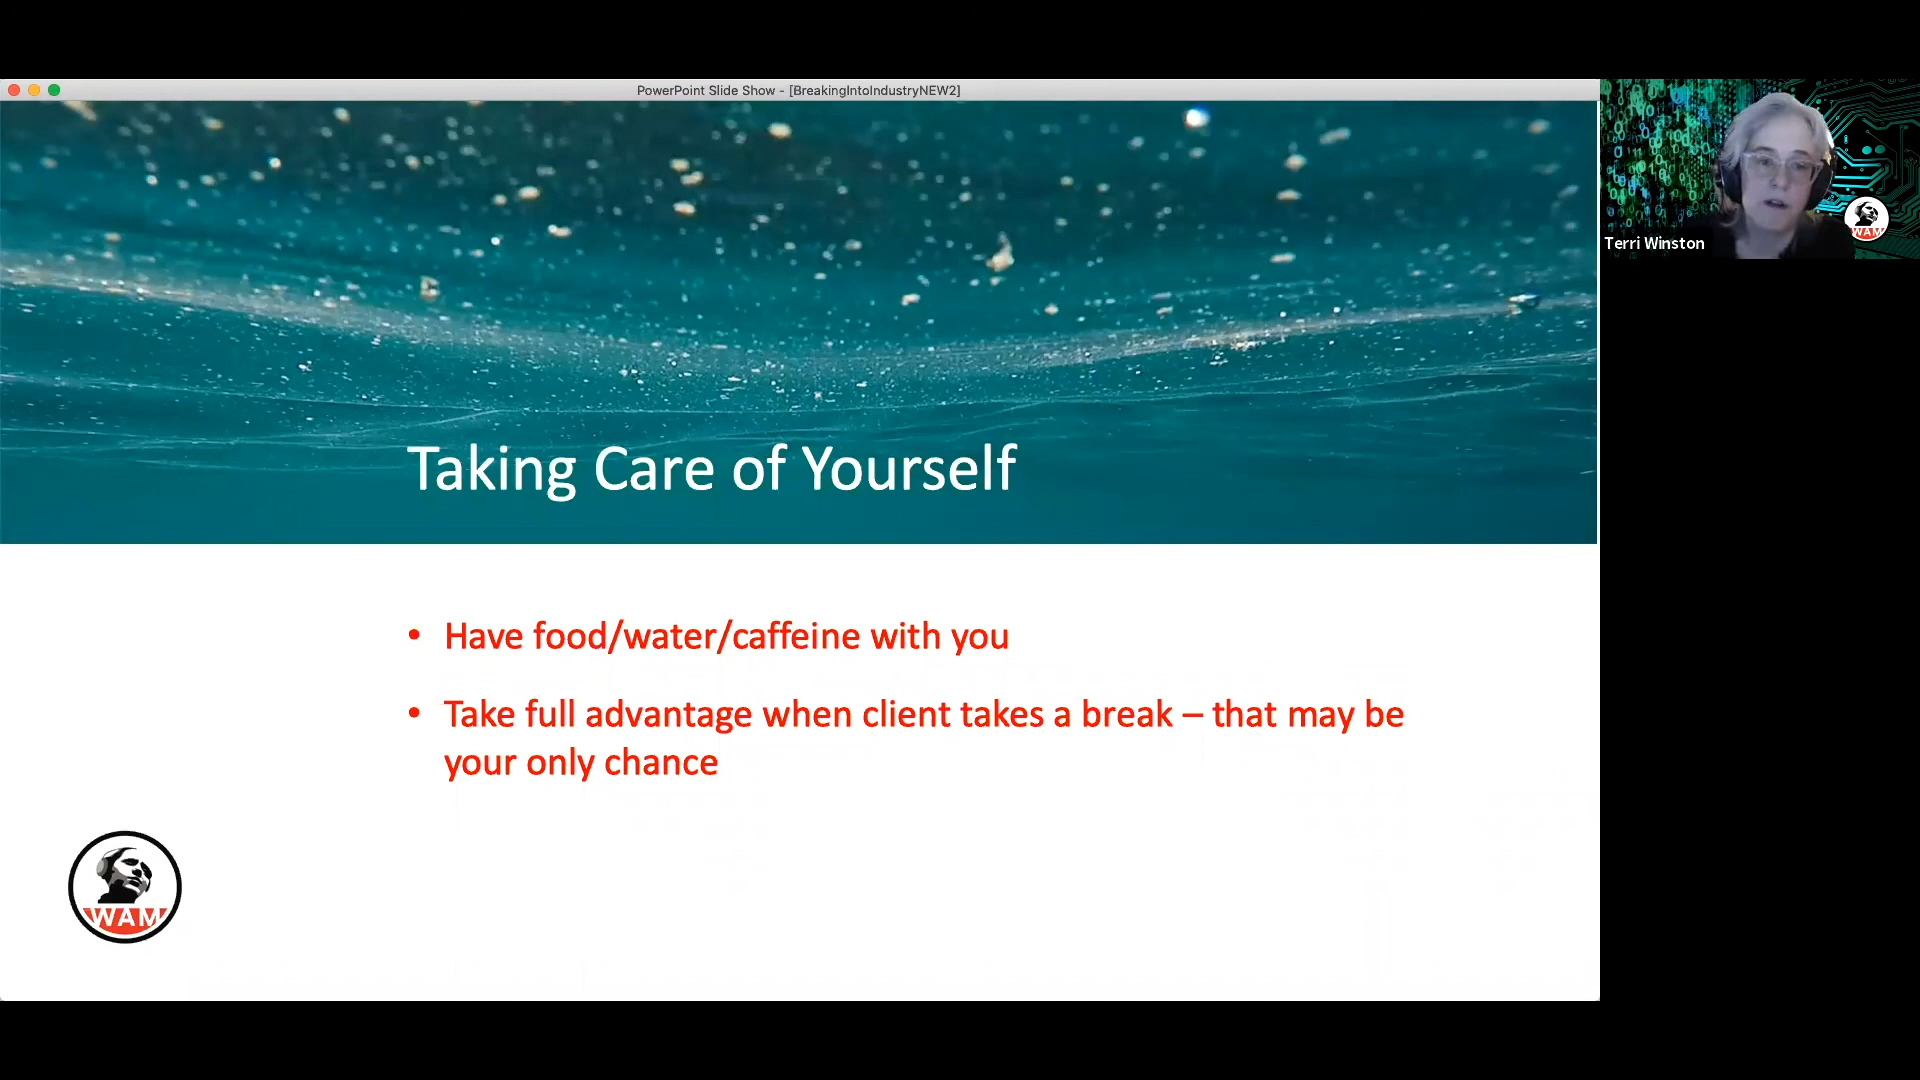 PowerPoint Slide Show - [BreakingIntoIndustryNEW2]
Terri Winston
WAM
Taking Care of Yourself
• Have food/water/caffeine with you
• Take full advantage when client takes a break – that may be
your only chance
WAM